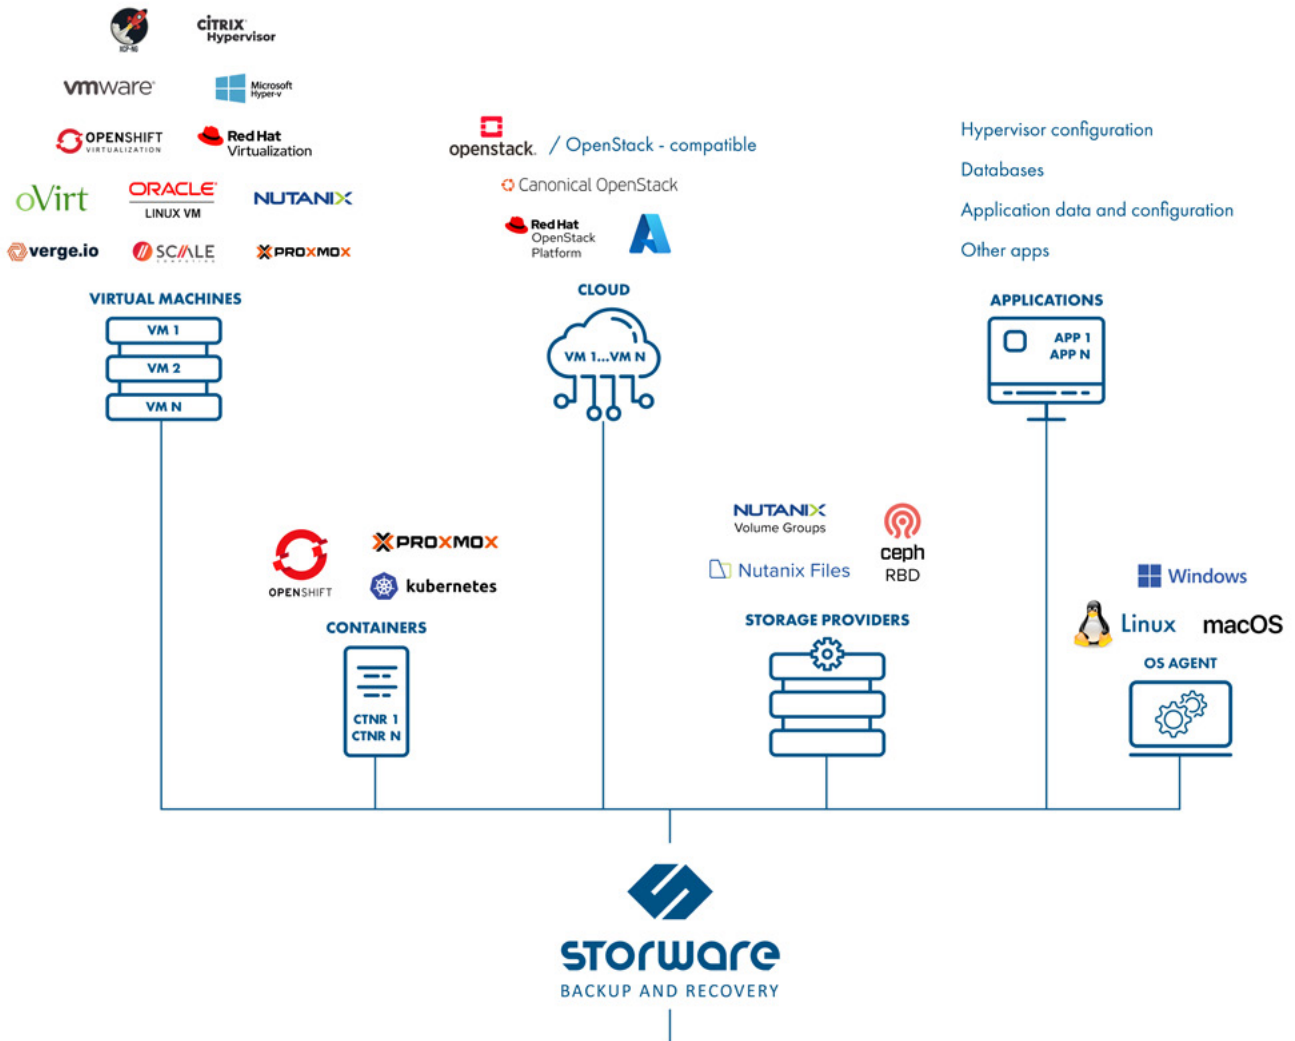 XCP-NG
CITRIX
Hypervisor
vmware
Microsoft
Hyper-v
OPENSHIFT
VIRTUALIZATION
Red Hat
Virtualization
oVirt
ORACLE
LINUX VM
NUTANIX
verge.io
SCALE
COMPUTING
PROXMOX
VIRTUAL MACHINES
VM 1
VM 2
VM N
openstack. / OpenStack - compatible
Canonical OpenStack
Red Hat
OpenStack
Platform
CLOUD
VM 1...VM N
Hypervisor configuration
Databases
Application data and configuration
Other apps
APPLICATIONS
APP 1
APP N
OPENSHIFT
PROXMOX
kubernetes
CONTAINERS
CTNR 1
CTNR N
NUTANIX
Volume Groups
Nutanix Files
ceph
RBD
STORAGE PROVIDERS
Windows
Linux
macOS
OS AGENT
STORWARE
BACKUP AND RECOVERY